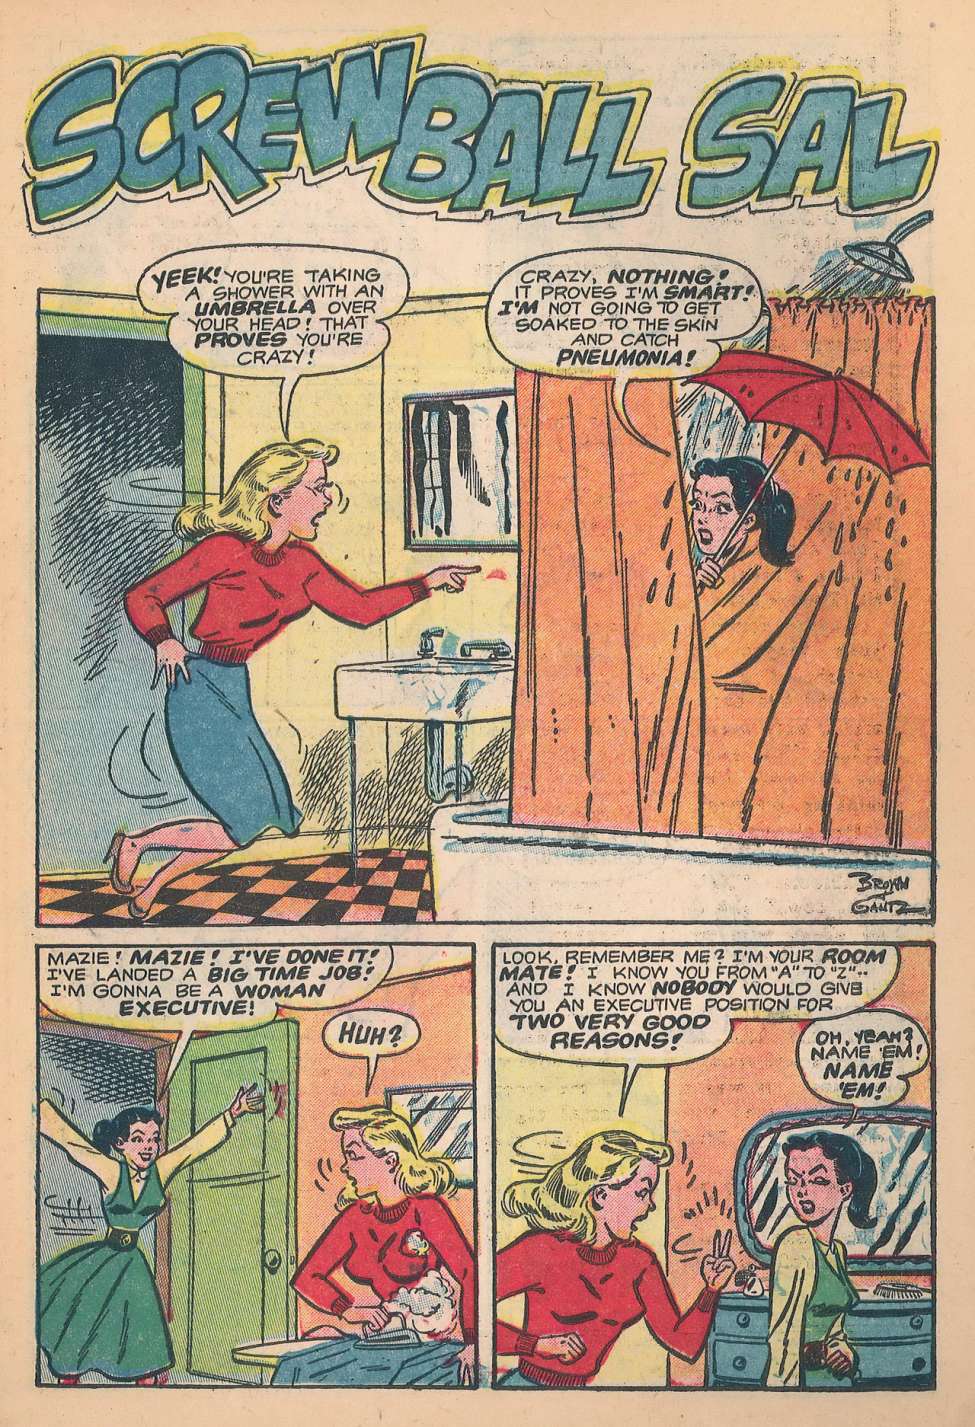 SCREWBALL SAL
YEEK! YOU'RE TAKING
A SHOWER WITH AN
UMBRELLA OVER
YOUR HEAD! THAT
PROVES YOU'RE
CRAZY!
CRAZY, NOTHING!
IT PROVES I'M SMART!
I'M NOT GOING TO GET
SOAKED TO THE SKIN
AND CATCH
PNEUMONIA!
BROWN
+
GANTZ
MAZIE! MAZIE! I'VE DONE IT!
I'VE LANDED A BIG TIME JOB!
I'M GONNA BE A WOMAN
EXECUTIVE!
HUH?
LOOK, REMEMBER ME? I'M YOUR ROOM
MATE! I KNOW YOU FROM "A" TO "Z"--
AND I KNOW NOBODY WOULD GIVE
YOU AN EXECUTIVE POSITION FOR
TWO VERY GOOD
REASONS!
OH, YEAH?
NAME 'EM!
NAME
'EM!